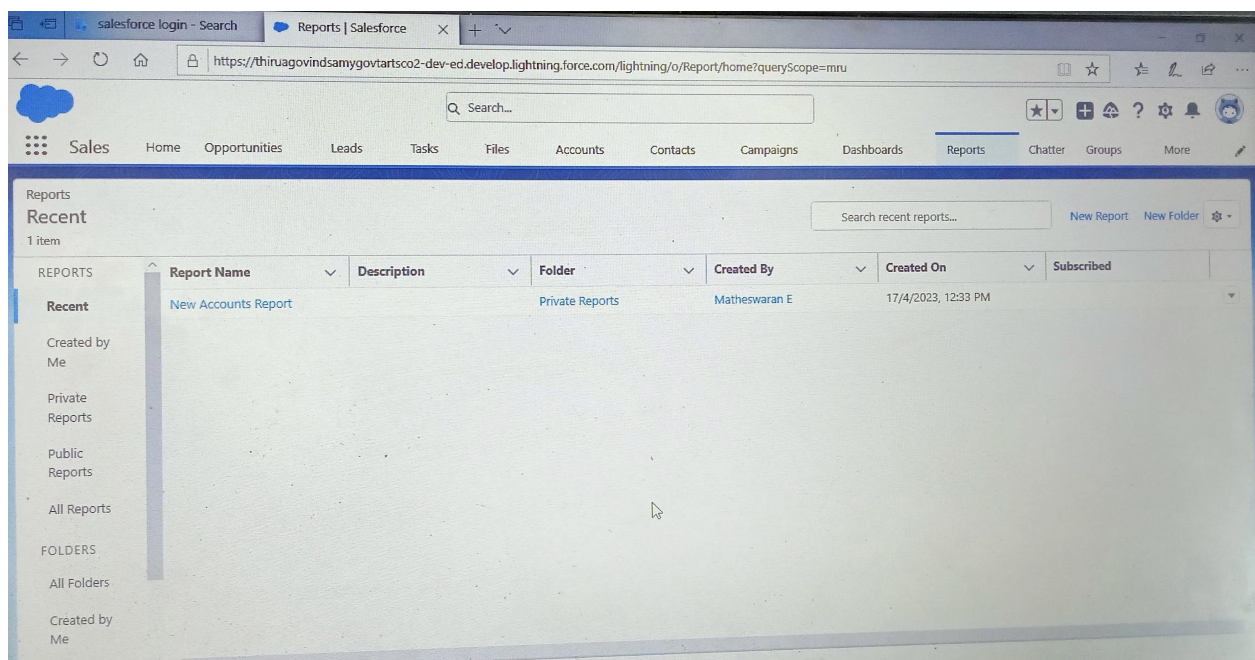 salesforce login - Search
Reports | Salesforce
https://thiruagovindsamygovtartsco2-dev-ed.develop.lightning.force.com/lightning/o/Report/home?queryScope=mru
Search...
Sales Home Opportunities Leads Tasks Files Accounts Contacts Campaigns Dashboards Reports Chatter Groups More
Reports
Recent
1 item
Search recent reports...
New Report New Folder
REPORTS
Report Name Description Folder Created By Created On Subscribed
Recent
New Accounts Report Private Reports Matheswaran E 17/4/2023, 12:33 PM
Created by
Me
Private
Reports
Public
Reports
All Reports
FOLDERS
All Folders
Created by
Me